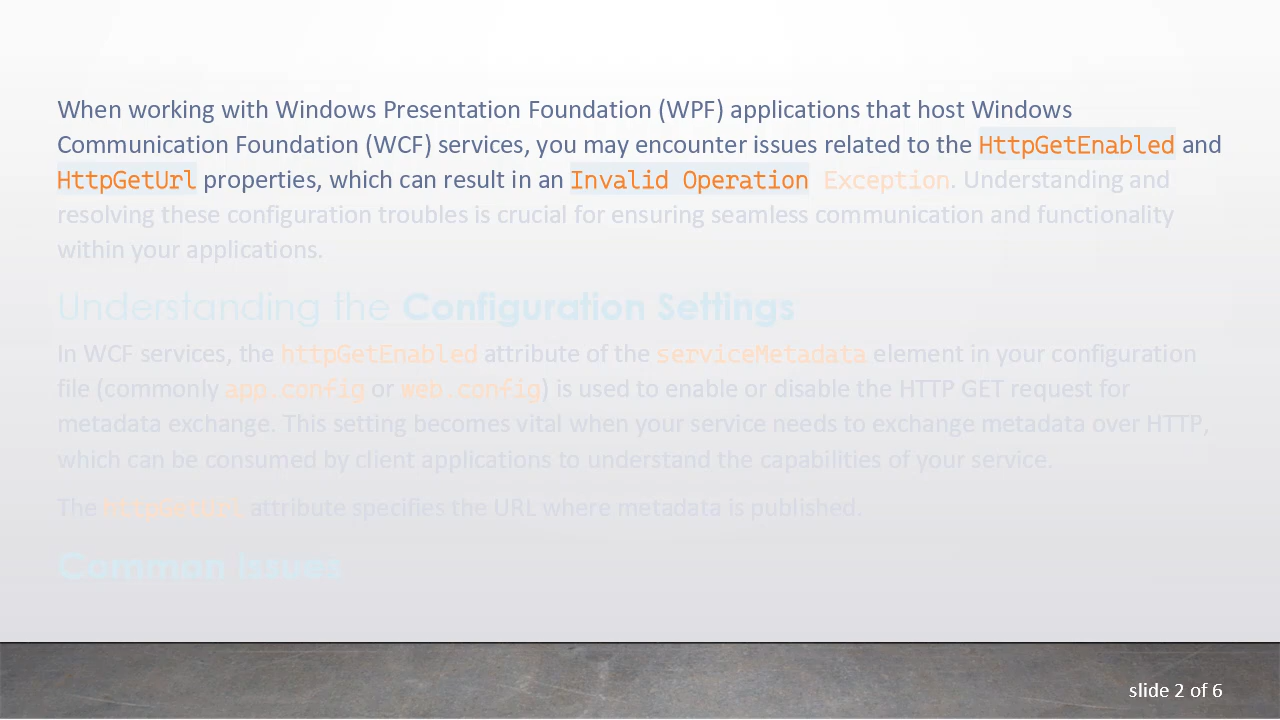 When working with Windows Presentation Foundation (WPF) applications that host Windows
Communication Foundation (WCF) services, you may encounter issues related to the HttpGetEnabled and
HttpGetUrl properties, which can result in an Invalid Operation Exception. Understanding and
resolving these configuration troubles is crucial for ensuring seamless communication and functionality
within your applications.
Understanding the Configuration Settings
In WCF services, the httpGetEnabled attribute of the serviceMetadata element in your configuration
file (commonly app.config or web.config) is used to enable or disable the HTTP GET request for
metadata exchange. This setting becomes vital when your service needs to exchange metadata over HTTP,
which can be consumed by client applications to understand the capabilities of your service.
The httpGetUrl attribute specifies the URL where metadata is published.
Common Issues
slide 2 of 6